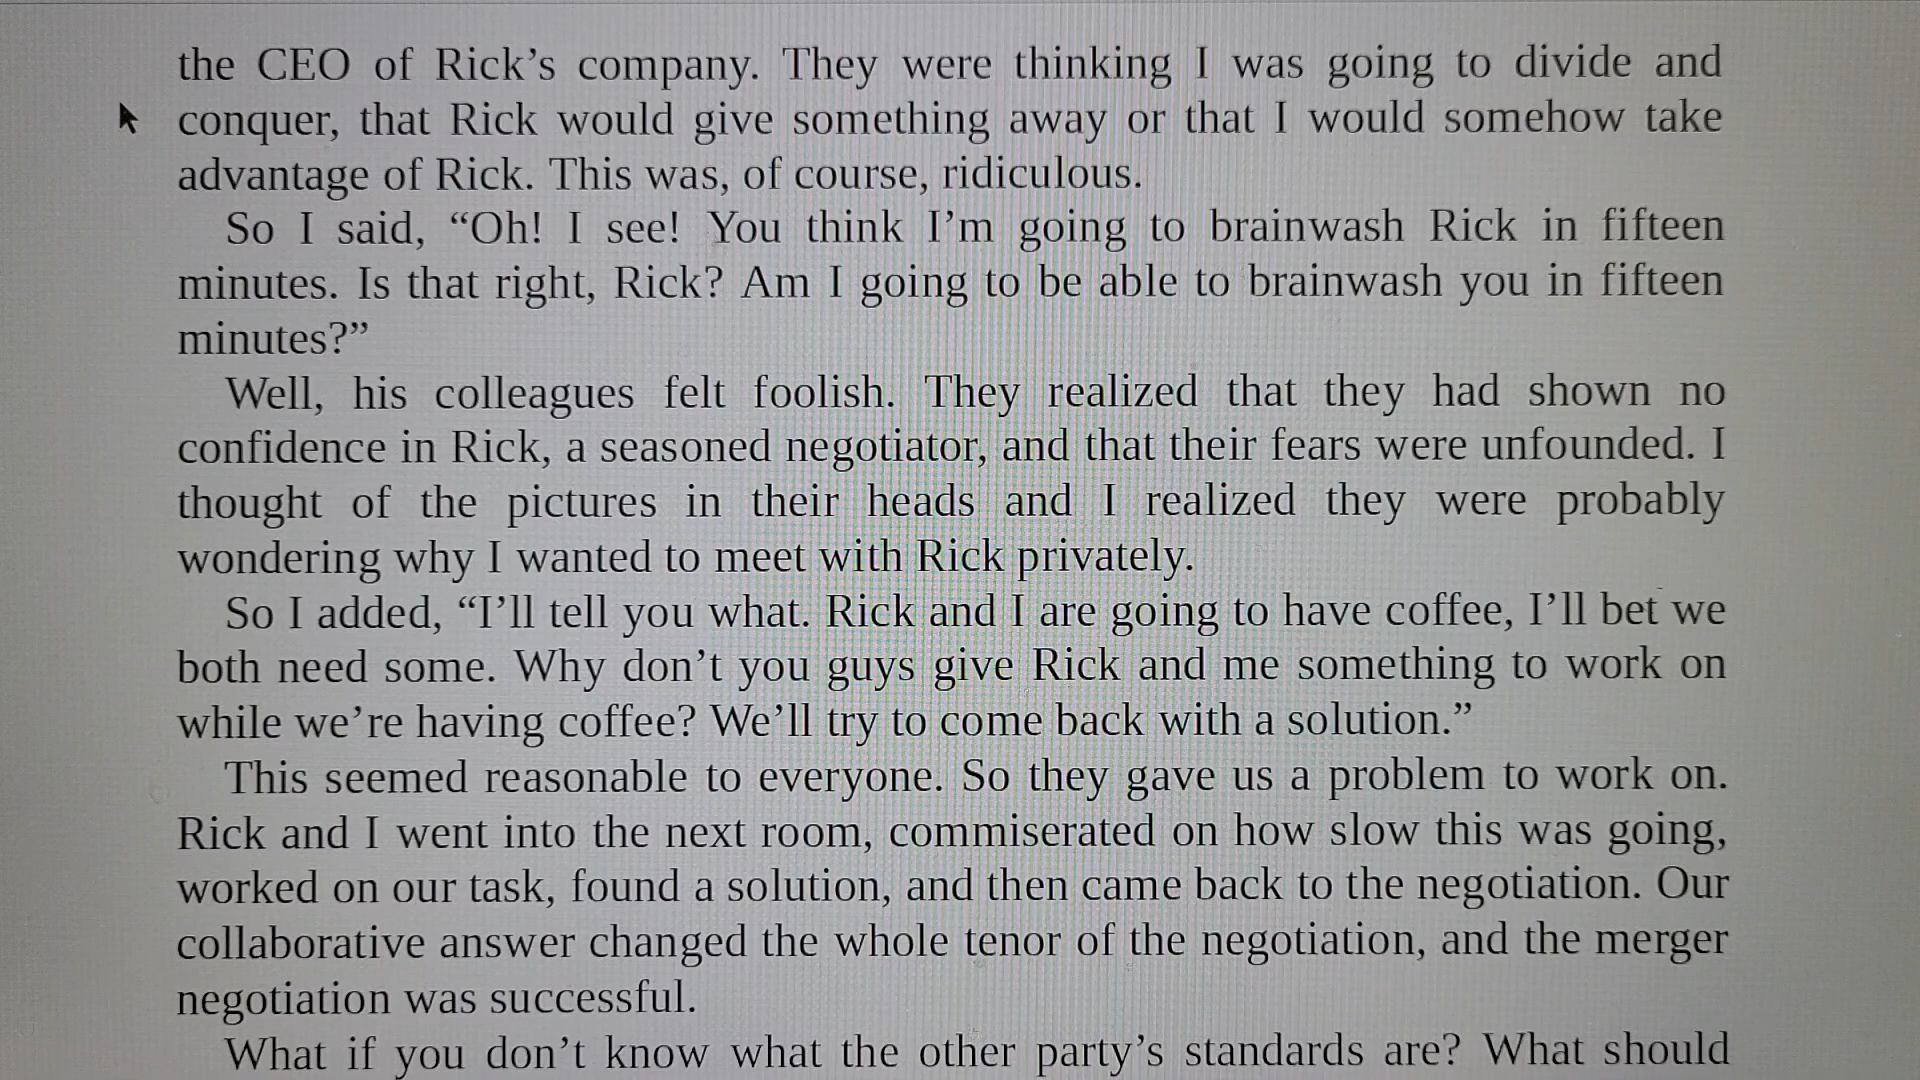 the CEO of Rick’s company. They were thinking I was going to divide and
conquer, that Rick would give something away or that I would somehow take
advantage of Rick. This was, of course, ridiculous.
So I said, “Oh! I see! You think I’m going to brainwash Rick in fifteen
minutes. Is that right, Rick? Am I going to be able to brainwash you in fifteen
minutes?”
Well, his colleagues felt foolish. They realized that they had shown no
confidence in Rick, a seasoned negotiator, and that their fears were unfounded. I
thought of the pictures in their heads and I realized they were probably
wondering why I wanted to meet with Rick privately.
So I added, “I’ll tell you what. Rick and I are going to have coffee, I’ll bet we
both need some. Why don’t you guys give Rick and me something to work on
while we’re having coffee? We’ll try to come back with a solution.”
This seemed reasonable to everyone. So they gave us a problem to work on.
Rick and I went into the next room, commiserated on how slow this was going,
worked on our task, found a solution, and then came back to the negotiation. Our
collaborative answer changed the whole tenor of the negotiation, and the merger
negotiation was successful.
What if you don’t know what the other party’s standards are? What should